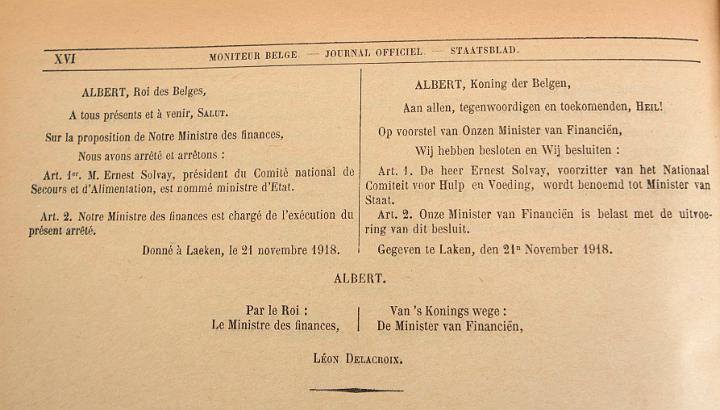 XVI MONITEUR BELGE. — JOURNAL OFFICIEL — STAATSBLAD.
ALBERT, Roi des Belges,
A tous présents et à venir, SALUT.
Sur la proposition de Notre Ministre des finances,
Nous avons arrêté et arrêtons :
Art. 1er. M. Ernest Solvay, président du Comité national de
Secours et d'Alimentation, est nommé ministre d'Etat.
Art. 2. Notre Ministre des finances est chargé de l'exécution du
présent arrêté.
Donné à Laeken, le 21 novembre 1918.
ALBERT, Koning der Belgen,
Aan allen, tegenwoordigen en toekomenden, HEIL!
Op voorstel van Onzen Minister van Financiën,
Wij hebben besloten en Wij besluiten :
Art. 1. De heer Ernest Solvay, voorzitter van het Nationaal
Comiteit voor Hulp en Voeding, wordt benoemd tot Minister van
Staat.
Art. 2. Onze Minister van Financiën is belast met de uitvoe-
ring van dit besluit.
Gegeven te Laken, den 21n November 1918.
ALBERT.
Par le Roi :
Le Ministre des finances,
Van 's Konings wege :
De Minister van Financiën,
LÉON DELACROIX.